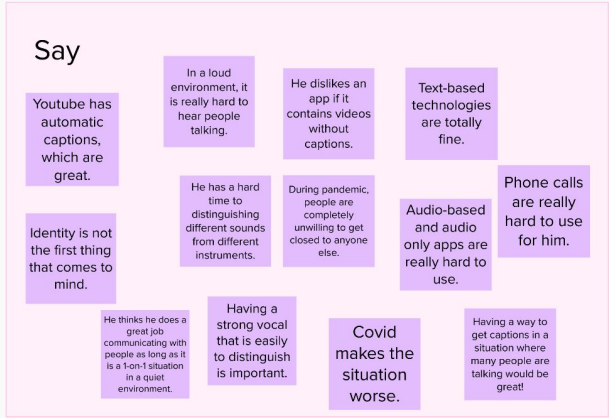 Say
Youtube has
automatic
captions,
which are
great.
In a loud
environment, it
is really hard to
hear people
talking.
He dislikes an
app if it
contains videos
without
captions.
Text-based
technologies
are totally
fine.
Identity is not
the first thing
that comes to
mind.
He has a hard
time to
distinguishing
different sounds
from different
instruments.
During pandemic,
people are
completely
unwilling to get
closed to anyone
else.
Audio-based
and audio
only apps are
really hard to
use.
Phone calls
are really
hard to use
for him.
He thinks he does a
great job
communicating with
people as long as it
is a 1-on-1 situation
in a quiet
environment.
Having a
strong vocal
that is easily
to distinguish
is important.
Covid
makes the
situation
worse.
Having a way to
get captions in a
situation where
many people are
talking would be
great!